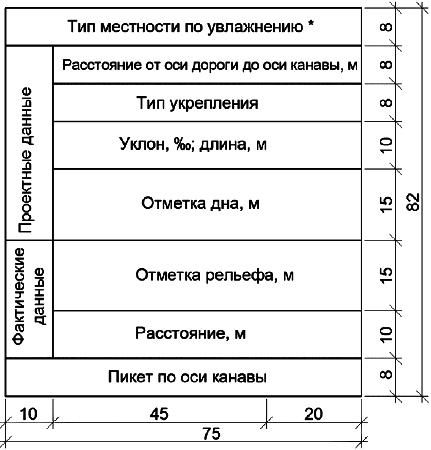 Тип местности по увлажнению *
8
Проектные данные
Расстояние от оси дороги до оси канавы, м
8
Тип укрепления
8
Уклон, ‰; длина, м
10
Отметка дна, м
15
82
Фактические
данные
Отметка рельефа, м
15
Расстояние, м
10
Пикет по оси канавы
8
10
45
20
75